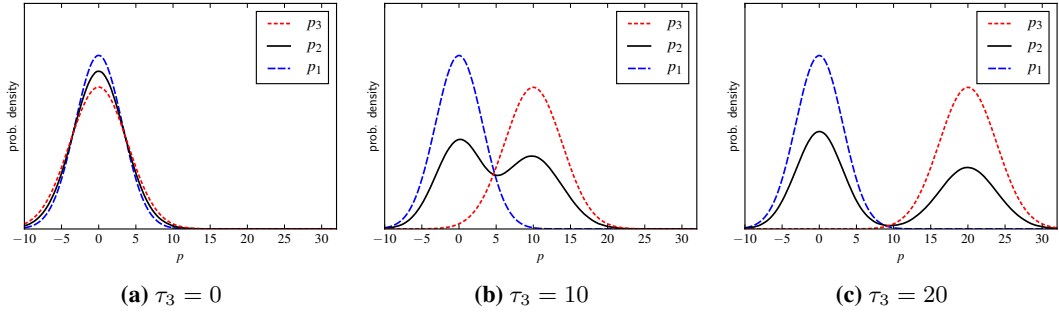 prob. density
p₃
p₂
p₁
−10 −5 0 5 10 15 20 25 30
p
(a) τ₃ = 0
prob. density
p₃
p₂
p₁
−10 −5 0 5 10 15 20 25 30
p
(b) τ₃ = 10
prob. density
p₃
p₂
p₁
−10 −5 0 5 10 15 20 25 30
p
(c) τ₃ = 20